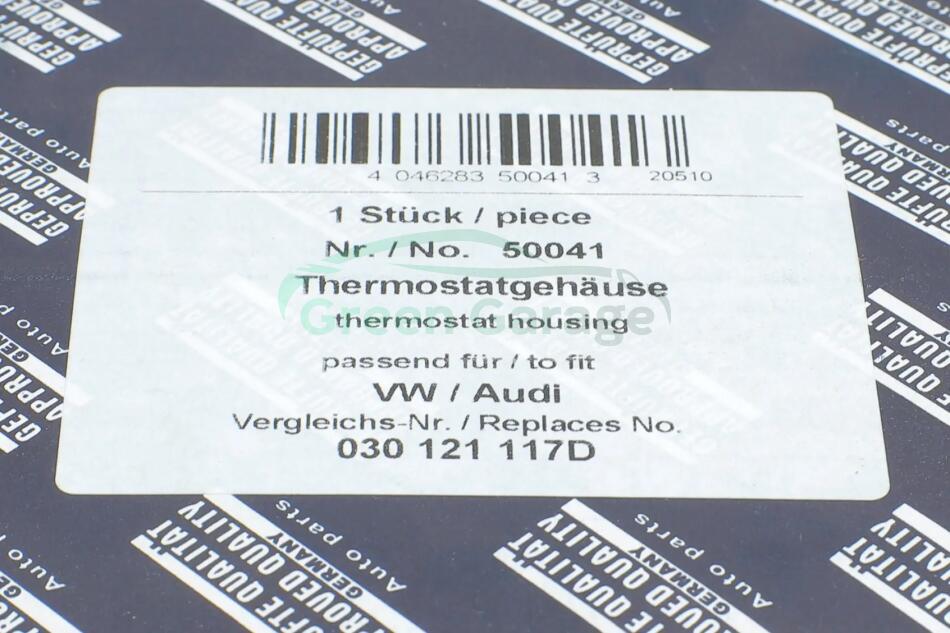 4 046283 50041 3 20510
1 Stück / piece
Nr. / No. 50041
Thermostatgehäuse
thermostat housing
Green Garage
passend für / to fit
VW / Audi
Vergleichs-Nr. / Replaces No.
030 121 117D
GEPRÜFTE QUALITÄT
APPROVED QUALITY
GERMANY
Auto parts